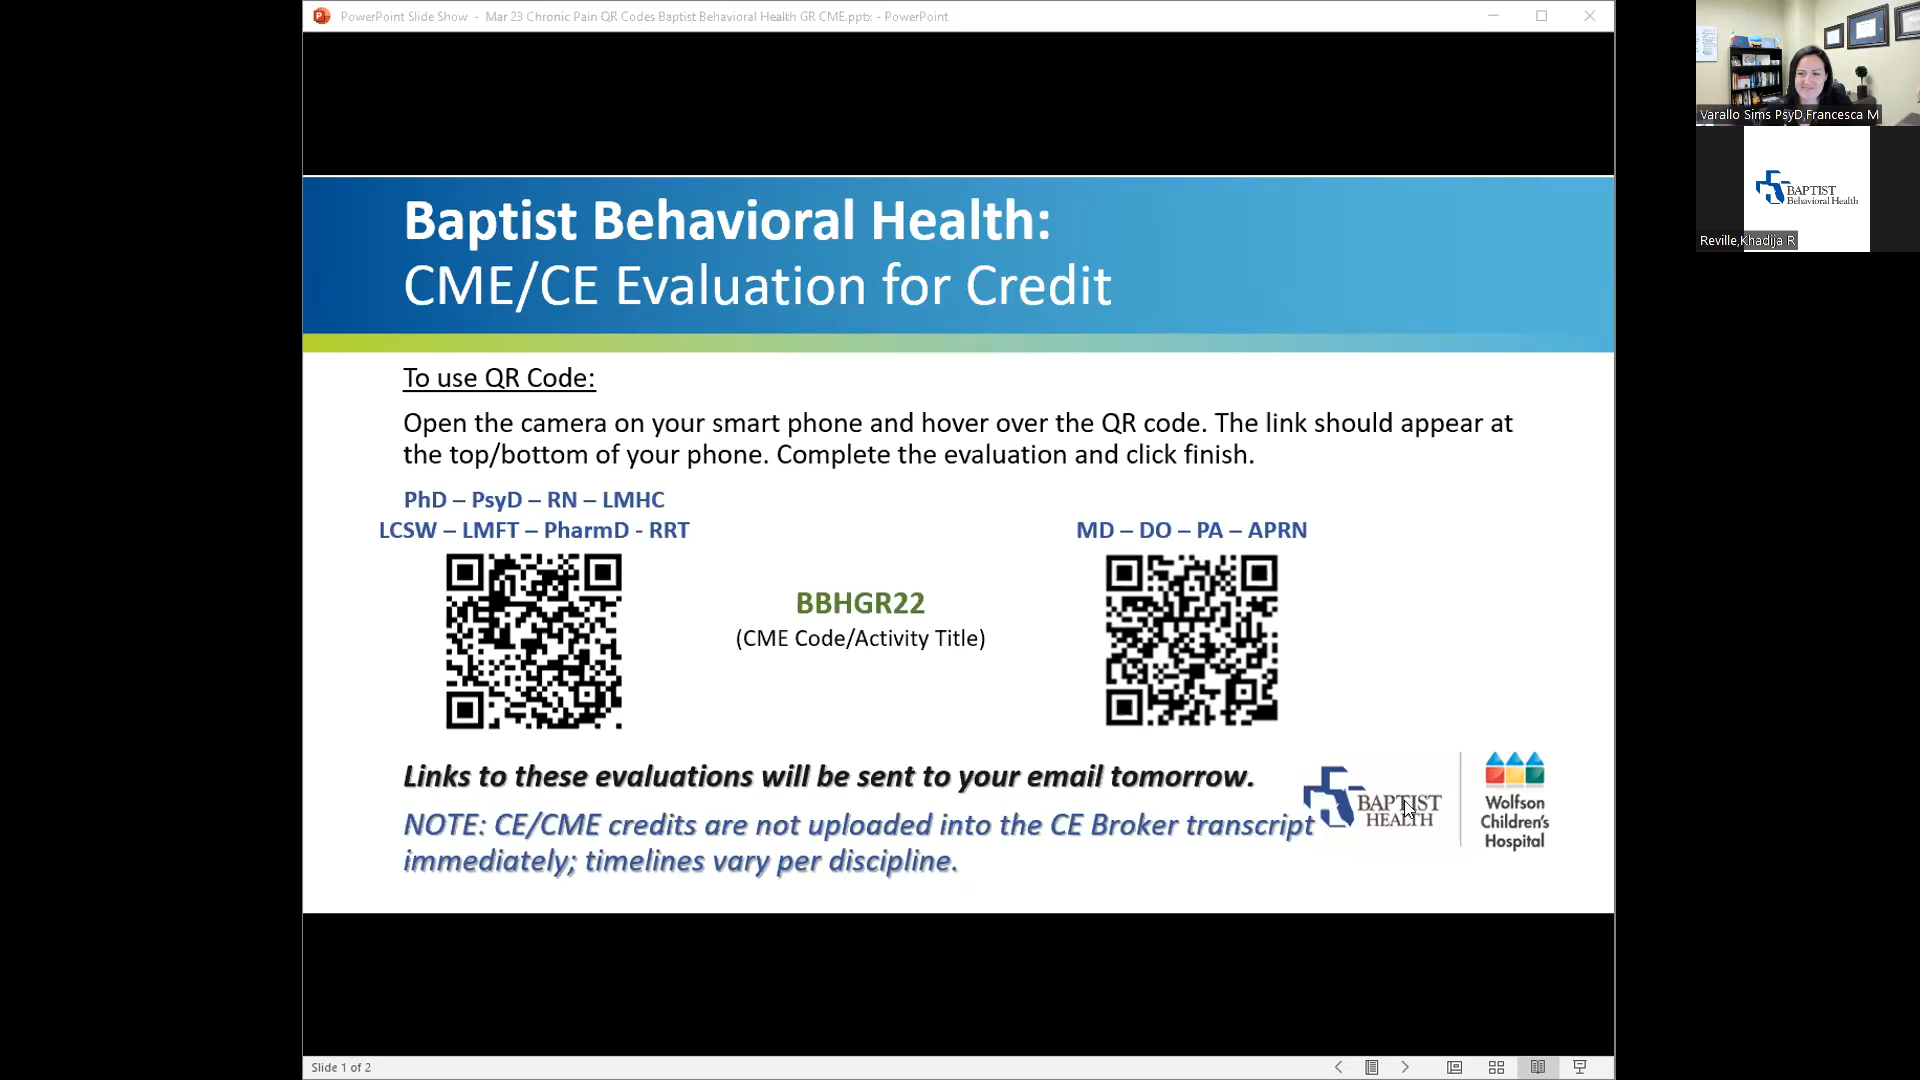 PowerPoint Slide Show - Mar 23 Chronic Pain QR Codes Baptist Behavioral Health GR CME.pptx - PowerPoint
Varallo Sims PsyD,Francesca M
BAPTIST
Behavioral Health
Reville,Khadija R
Baptist Behavioral Health:
CME/CE Evaluation for Credit
To use QR Code:
Open the camera on your smart phone and hover over the QR code. The link should appear at
the top/bottom of your phone. Complete the evaluation and click finish.
PhD – PsyD – RN – LMHC
LCSW – LMFT – PharmD - RRT
MD – DO – PA – APRN
BBHGR22
(CME Code/Activity Title)
Links to these evaluations will be sent to your email tomorrow.
NOTE: CE/CME credits are not uploaded into the CE Broker transcript
immediately; timelines vary per discipline.
BAPTIST
HEALTH
Wolfson
Children's
Hospital
Slide 1 of 2